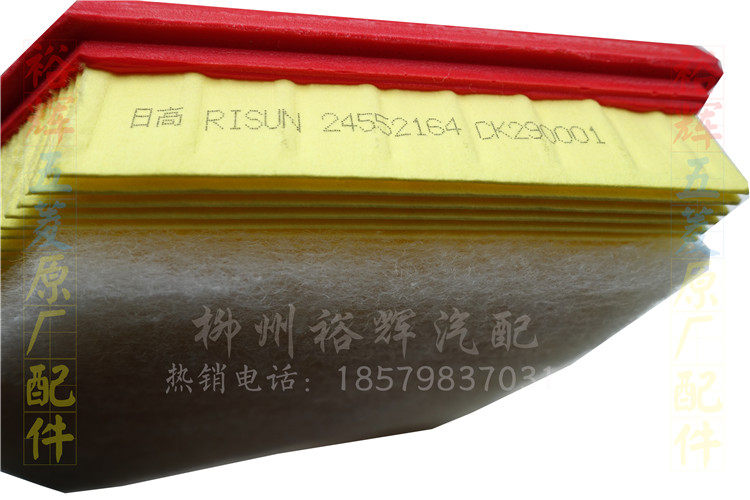 日高 RISUN 24552164 CK290001
裕辉五菱原厂配件
裕辉五菱原厂配件
柳州裕辉汽配
热销电话：1857983703